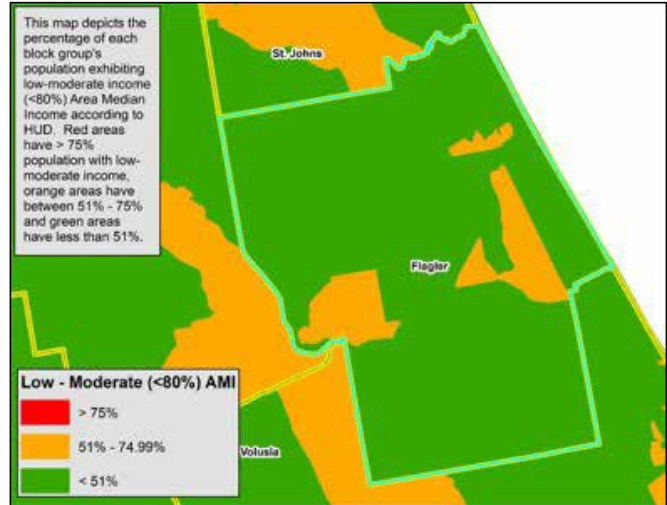 This map depicts the
percentage of each
block group's
population exhibiting
low-moderate income
(<80%) Area Median
Income according to
HUD. Red areas
have > 75%
population with low-
moderate income,
orange areas have
between 51% - 75%
and green areas
have less than 51%.
St. Johns
Flagler
Low - Moderate (<80%) AMI
> 75%
51% - 74.99%
< 51%
Volusia